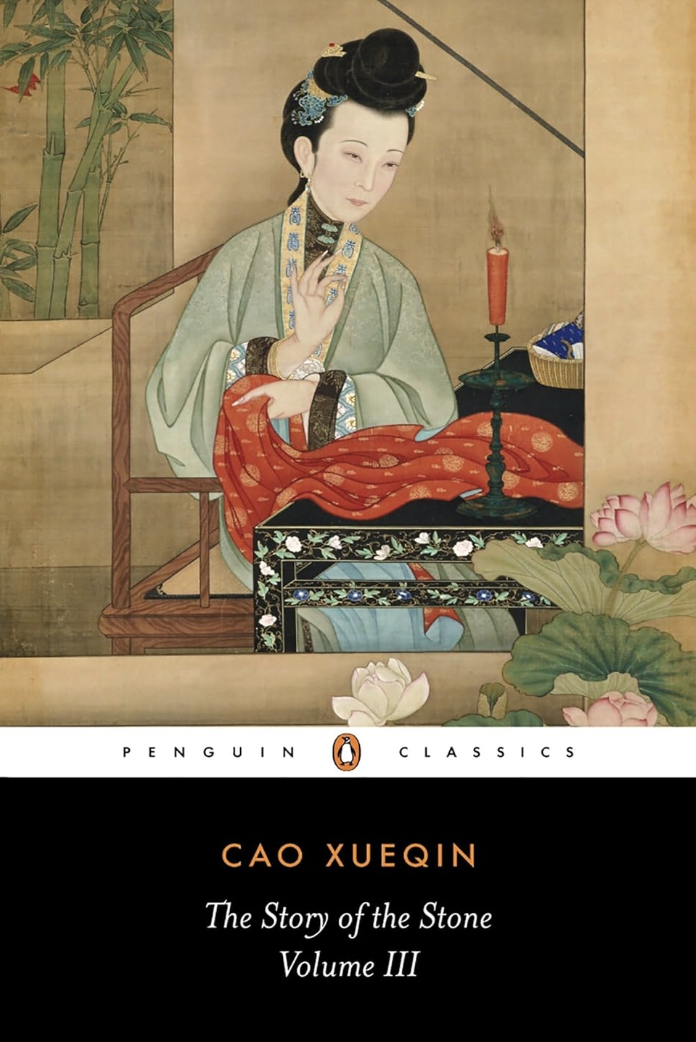 PENGUIN CLASSICS
CAO XUEQIN
The Story of the Stone
Volume III